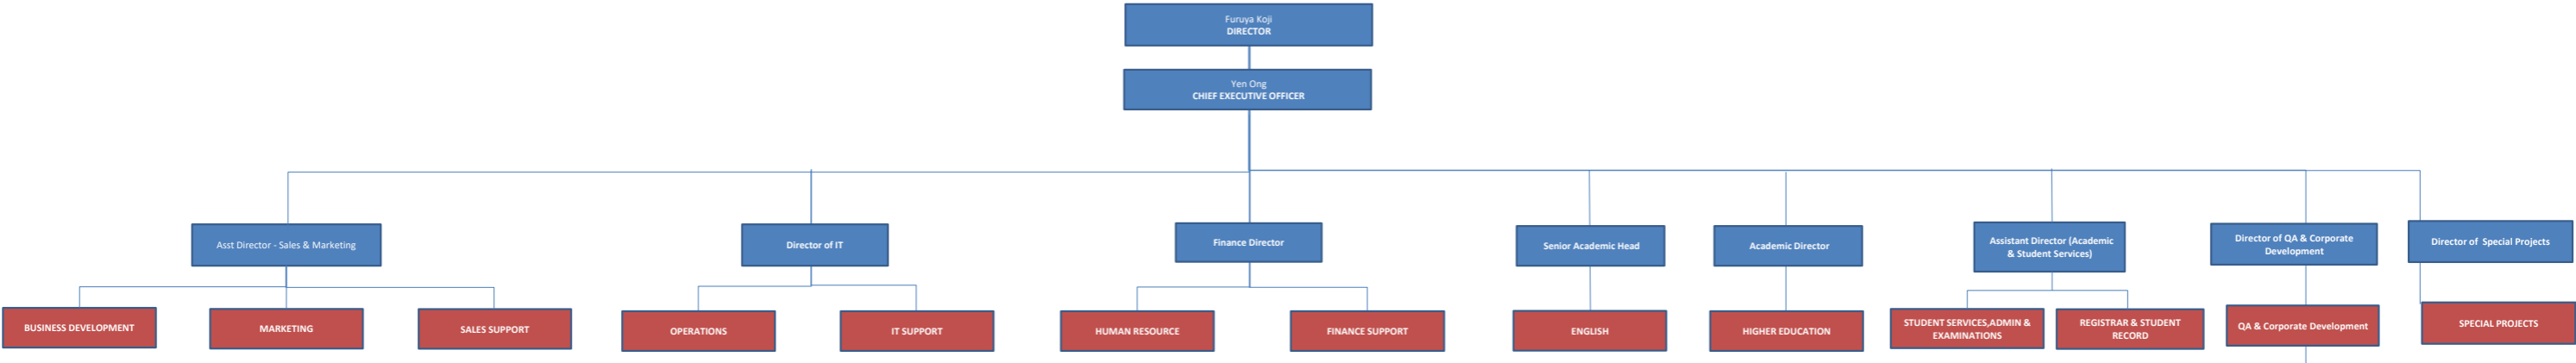 Furuya Koji
DIRECTOR
Yen Ong
CHIEF EXECUTIVE OFFICER
Asst Director - Sales & Marketing
Director of IT
Finance Director
Senior Academic Head
Academic Director
Assistant Director (Academic
& Student Services)
Director of QA & Corporate
Development
Director of Special Projects
BUSINESS DEVELOPMENT
MARKETING
SALES SUPPORT
OPERATIONS
IT SUPPORT
HUMAN RESOURCE
FINANCE SUPPORT
ENGLISH
HIGHER EDUCATION
STUDENT SERVICES,ADMIN &
EXAMINATIONS
REGISTRAR & STUDENT
RECORD
QA & Corporate Development
SPECIAL PROJECTS